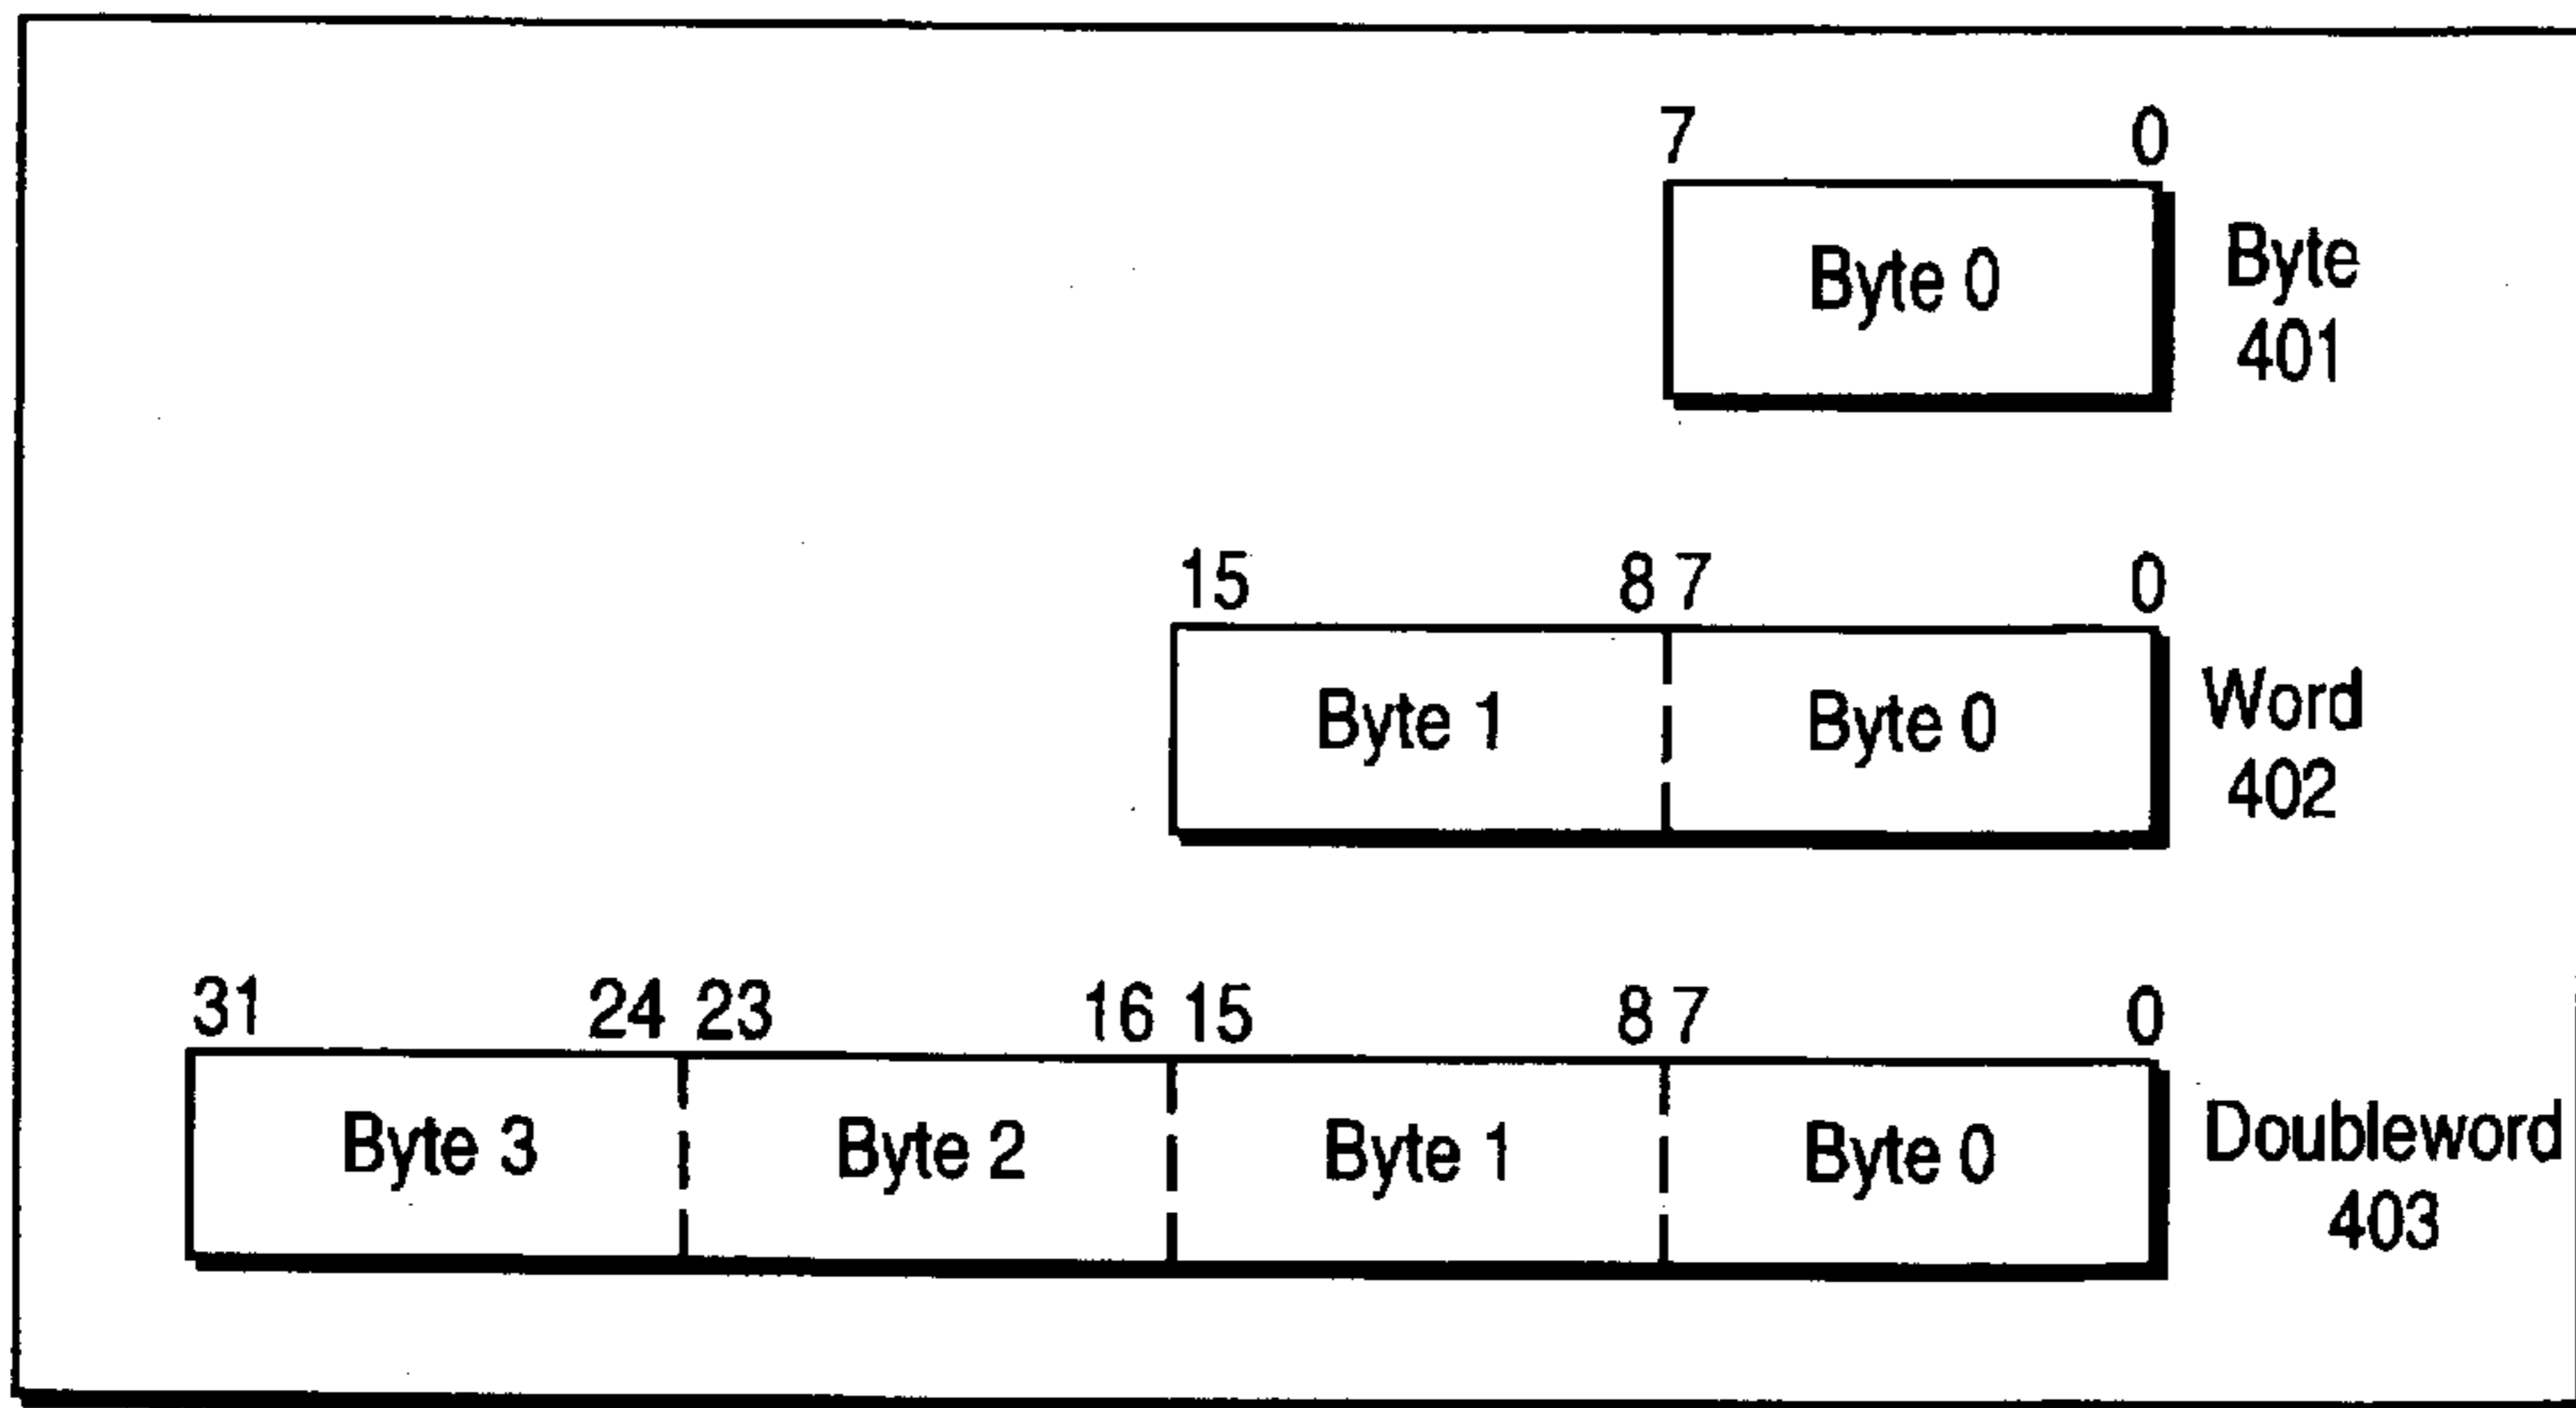 7 0
Byte 0
Byte
401
15 8 7 0
Byte 1 Byte 0
Word
402
31 24 23 16 15 8 7 0
Byte 3 Byte 2 Byte 1 Byte 0
Doubleword
403